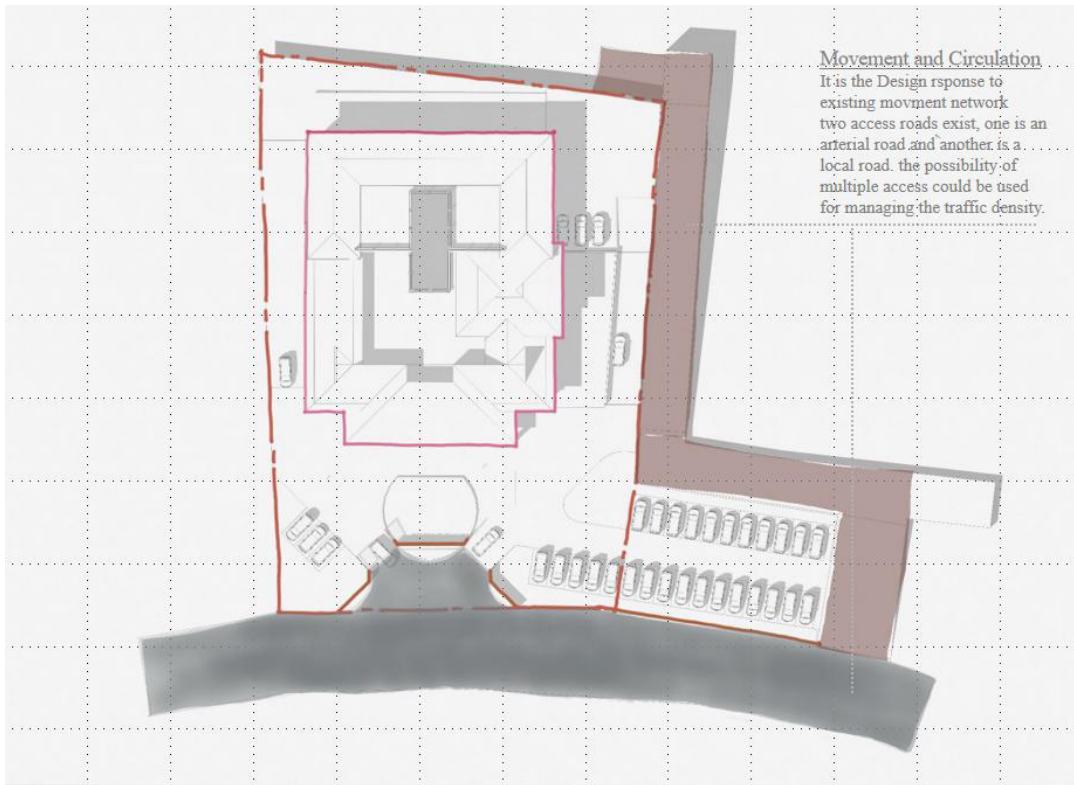 Movement and Circulation
It is the Design rsponse to
existing movment network
two access roads exist, one is an
arterial road and another is a
local road. the possibility of
multiple access could be used
for managing the traffic density.